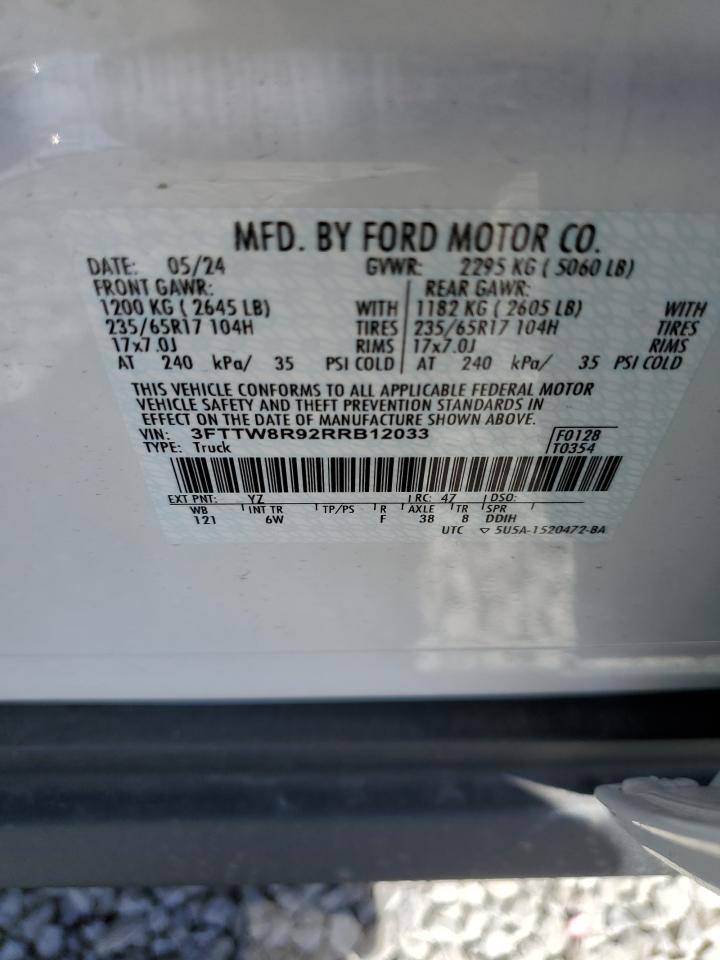 MFD. BY FORD MOTOR CO.
DATE: 05/24 GVWR: 2295 KG ( 5060 LB)
FRONT GAWR: REAR GAWR:
1200 KG ( 2645 LB) WITH 1182 KG ( 2605 LB) WITH
235/65R17 104H TIRES 235/65R17 104H TIRES
17x7.0J RIMS 17x7.0J RIMS
AT 240 kPa/ 35 PSI COLD AT 240 kPa/ 35 PSI COLD
THIS VEHICLE CONFORMS TO ALL APPLICABLE FEDERAL MOTOR
VEHICLE SAFETY AND THEFT PREVENTION STANDARDS IN
EFFECT ON THE DATE OF MANUFACTURE SHOWN ABOVE.
VIN: 3FTTW8R92RRB12033 F0128
TYPE: Truck T0354
EXT PNT: YZ RC: 47 DSO:
WB INT TR TP/PS R AXLE TR SPR
121 6W F 38 8 DDIH
UTC ▽ 5U5A-1520472-BA